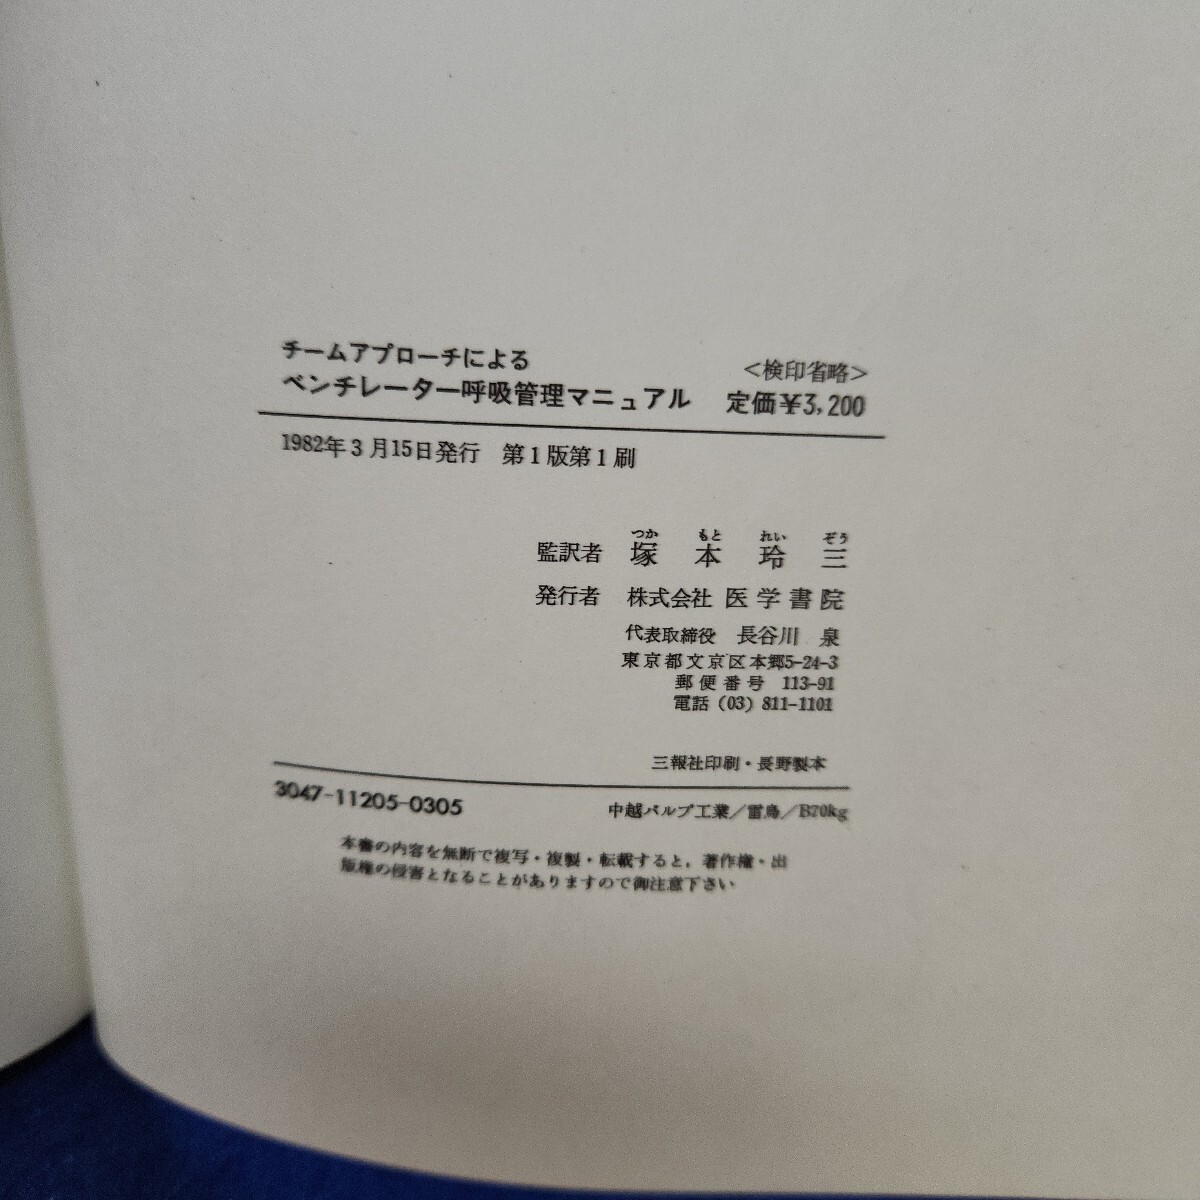 チームアプローチによる
ベンチレーター呼吸管理マニュアル
<検印省略>
定価¥3,200
1982年3月15日発行 第1版第1刷
つか もと れい ぞう
監訳者 塚本玲三
発行者 株式会社 医学書院
代表取締役 長谷川 泉
東京都文京区本郷5-24-3
郵便番号 113-91
電話 (03) 811-1101
三報社印刷・長野製本
3047-11205-0305
中越パルプ工業/雷鳥/B70kg
本書の内容を無断で複写・複製・転載すると,著作権・出
版権の侵害となることがありますので御注意下さい